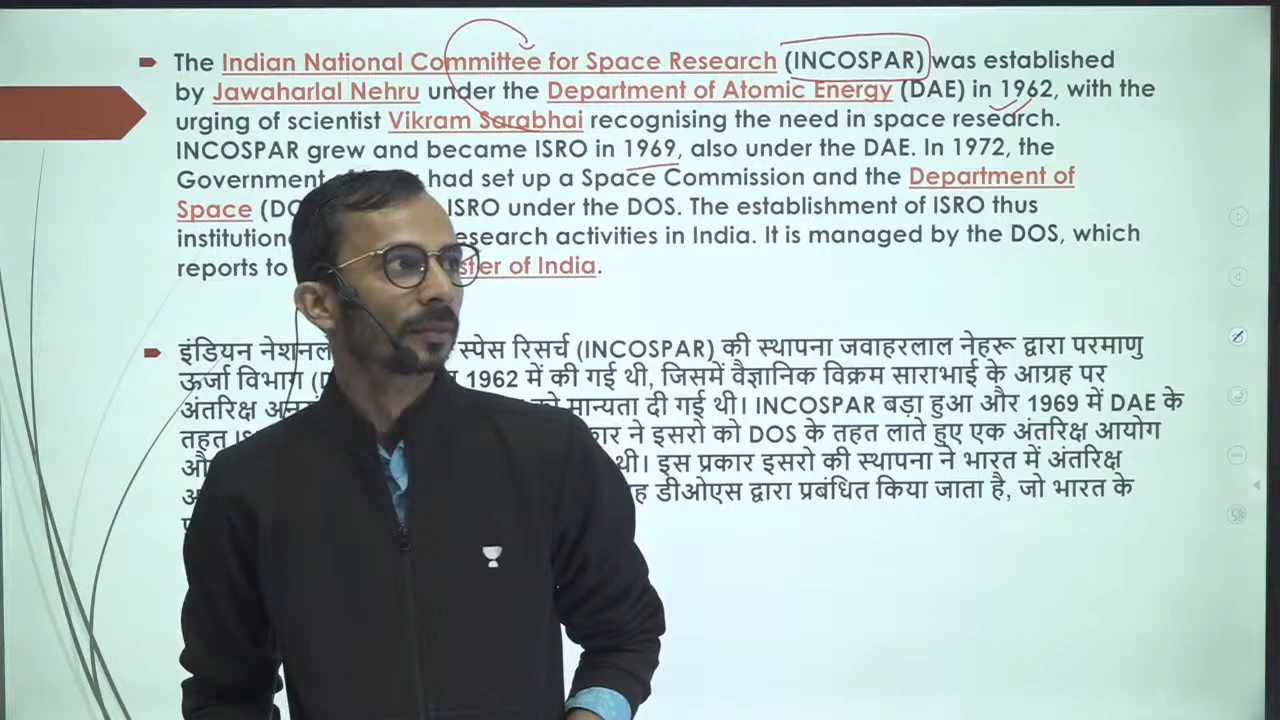 The Indian National Committee for Space Research (INCOSPAR) was established
by Jawaharlal Nehru under the Department of Atomic Energy (DAE) in 1962, with the
urging of scientist Vikram Sarabhai recognising the need in space research.
INCOSPAR grew and became ISRO in 1969, also under the DAE. In 1972, the
Government had set up a Space Commission and the Department of
Space ISRO under the DOS. The establishment of ISRO thus
activities in India. It is managed by the DOS, which
reports to of India.
इंडियन स्पेस रिसर्च (INCOSPAR) की स्थापना जवाहरलाल नेहरू द्वारा परमाणु
ऊर्जा विभाग 1962 में की गई थी, जिसमें वैज्ञानिक विक्रम साराभाई के आग्रह पर
अंतरिक्ष को मान्यता दी गई थी। INCOSPAR बड़ा हुआ और 1969 में DAE के
तहत ने इसरो को DOS के तहत लाते हुए एक अंतरिक्ष आयोग
थी। इस प्रकार इसरो की स्थापना ने भारत में अंतरिक्ष
डीओएस द्वारा प्रबंधित किया जाता है, जो भारत के